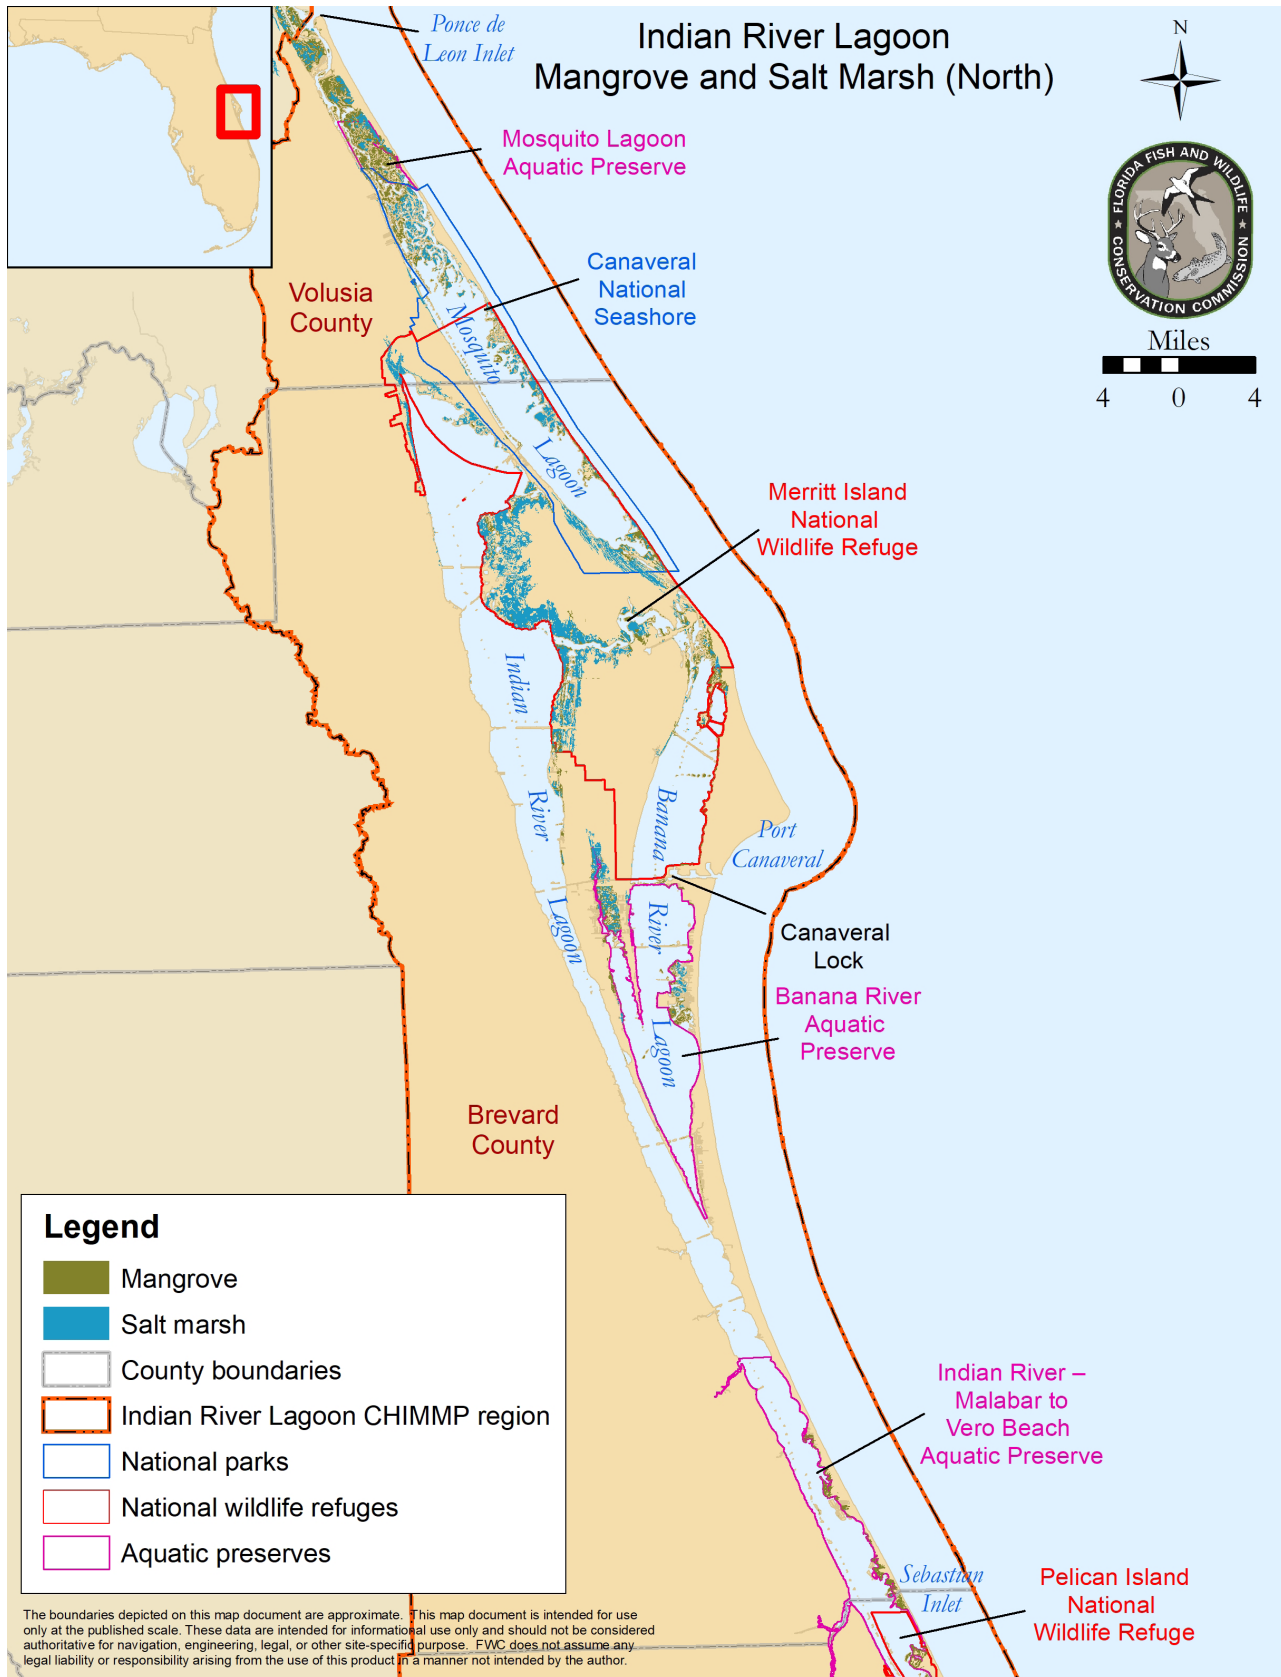 Indian River Lagoon
Mangrove and Salt Marsh (North)
N
FLORIDA FISH AND WILDLIFE
CONSERVATION COMMISSION
Miles
4 0 4
Ponce de
Leon Inlet
Mosquito Lagoon
Aquatic Preserve
Canaveral
National
Seashore
Volusia
County
Mosquito
Lagoon
Merritt Island
National
Wildlife Refuge
Indian
River
Lagoon
Banana
River
Lagoon
Port
Canaveral
Canaveral
Lock
Banana River
Aquatic
Preserve
Brevard
County
Indian River –
Malabar to
Vero Beach
Aquatic Preserve
Sebastian
Inlet
Pelican Island
National
Wildlife Refuge
Legend
Mangrove
Salt marsh
County boundaries
Indian River Lagoon CHIMMP region
National parks
National wildlife refuges
Aquatic preserves
The boundaries depicted on this map document are approximate. This map document is intended for use
only at the published scale. These data are intended for informational use only and should not be considered
authoritative for navigation, engineering, legal, or other site-specific purpose. FWC does not assume any
legal liability or responsibility arising from the use of this product in a manner not intended by the author.